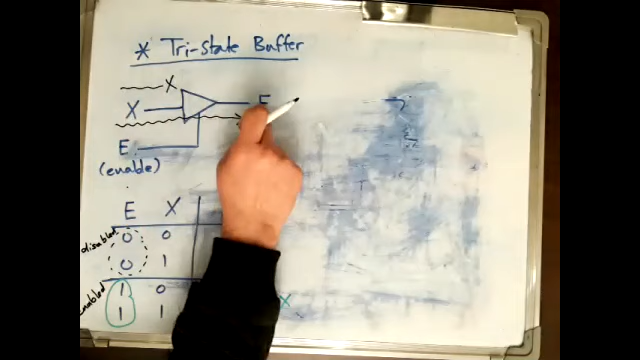 * Tri-state Buffer
X
X F
E
(enable)
E X
disabled 0 0
0 1
enabled 1 0
1 1
X